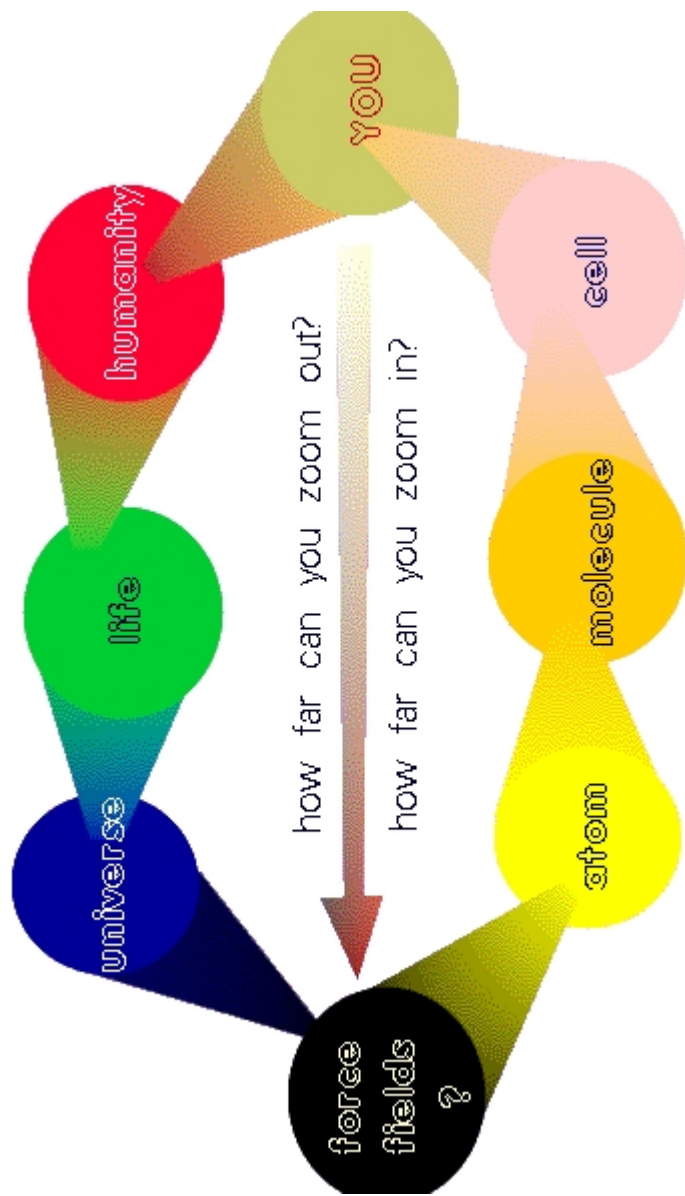 humanity
life
universe
how far can you zoom out?
YOU
how far can you zoom in?
force
fields
?
cell
molecule
atom